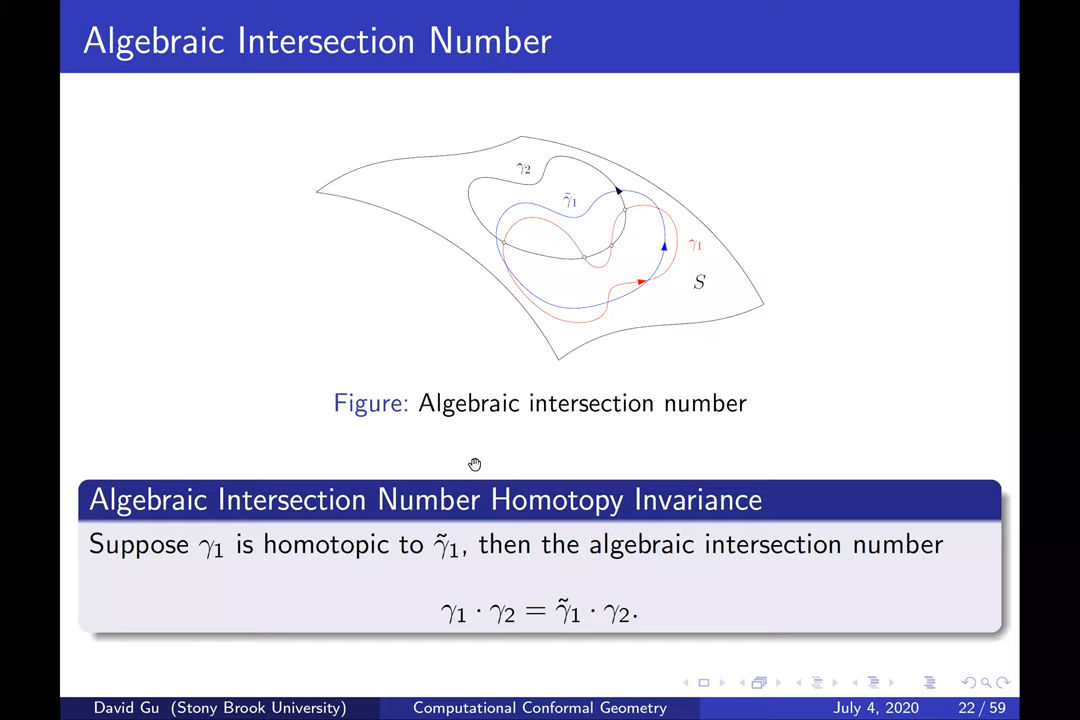 Algebraic Intersection Number
γ₂
γ̃₁
γ₁
S
Figure: Algebraic intersection number
Algebraic Intersection Number Homotopy Invariance
Suppose γ₁ is homotopic to γ̃₁, then the algebraic intersection number
γ₁ · γ₂ = γ̃₁ · γ₂.
David Gu (Stony Brook University) Computational Conformal Geometry July 4, 2020 22 / 59